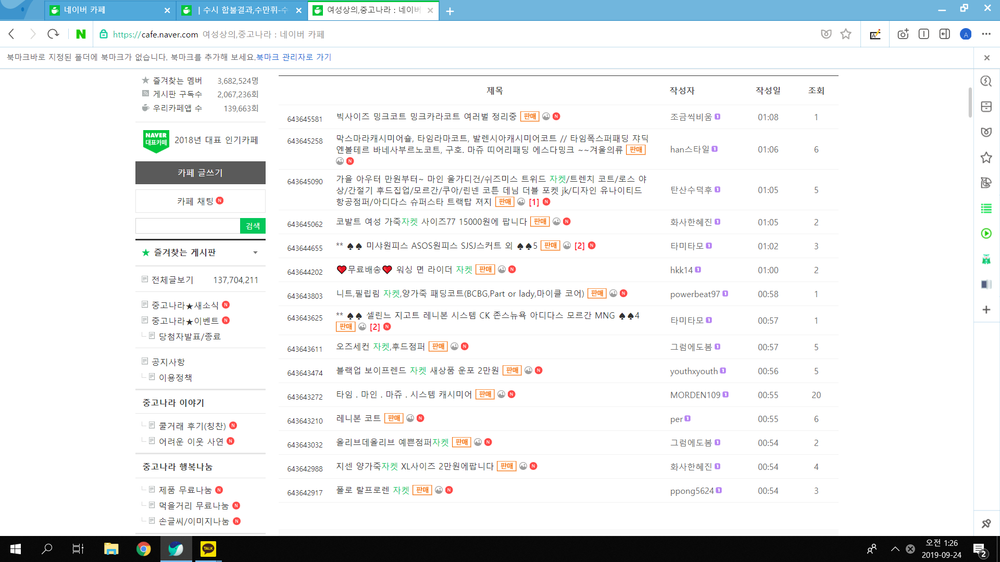 네이버 카페
| 수시 합불결과,수만휘-수
여성상의,중고나라 : 네이버
https://cafe.naver.com 여성상의,중고나라 : 네이버 카페
북마크바로 지정된 폴더에 북마크가 없습니다. 북마크를 추가해 보세요.북마크 관리자로 가기
즐겨찾는 멤버 3,682,524명
게시판 구독수 2,067,236회
우리카페앱 수 139,663회
NAVER
대표카페
2018년 대표 인기카페
카페 글쓰기
카페 채팅 N
검색
★ 즐겨찾는 게시판
전체글보기 137,704,211
중고나라★새소식 N
중고나라★이벤트 N
당첨자발표/종료
공지사항
이용정책
중고나라 이야기
쿨거래 후기(칭찬) N
어려운 이웃 사연 N
중고나라 행복나눔
제품 무료나눔 N
먹을거리 무료나눔 N
손글씨/이미지나눔 N
제목 작성자 작성일 조회
643645581 빅사이즈 밍크코트 밍크카라코트 여러벌 정리중 판매 N 조금씩비움 1 01:08 1
643645258 막스마라캐시미어숄, 타임라마코트, 발렌시아캐시미어코트 // 타임폭스퍼패딩 쟈딕
엔볼테르 바네사부르노코트, 구호. 마쥬 띠어리패딩 에스다밍크 ~~겨울의류 판매
N han스타일 1 01:06 6
643645090 가을 아우터 만원부터~ 마인 울가디건/쉬즈미스 트위드 자켓/트렌치 코트/로스 야
상/간절기 후드집업/모르간/쿠아/린넨 코튼 데님 더블 포켓 jk/디자인 유나이티드
항공점퍼/아디다스 슈퍼스타 트랙탑 져지 판매 [1] N 탄산수덕후 1 01:05 5
643645062 코발트 여성 가죽자켓 사이즈77 15000원에 팝니다 판매 N 화사한혜진 1 01:05 2
643644655 ** ♠♠ 미샤원피스 ASOS원피스 SJSJ스커트 외 ♠♠5 판매 [2] N 타미타모 1 01:02 3
643644202 ❤무료배송❤ 워싱 면 라이더 자켓 판매 N hkk14 1 01:00 2
643643803 니트,필립림 자켓,양가죽 패딩코트(BCBG,Part or lady,마이클 코어) 판매 N powerbeat97 1 00:58 1
643643625 ** ♠♠ 셀린느 지고트 레니본 시스템 CK 존스뉴욕 아디다스 모르간 MNG ♠♠4
판매 [2] N 타미타모 1 00:57 1
643643611 오즈세컨 자켓,후드점퍼 판매 N 그럼에도봄 1 00:57 5
643643474 블랙업 보이프렌드 자켓 새상품 운포 2만원 판매 N youthxyouth 1 00:56 5
643643272 타임 . 마인 . 마쥬 . 시스템 캐시미어 판매 N MORDEN109 1 00:55 20
643643210 레니본 코트 판매 N per 1 00:55 6
643643032 올리브데올리브 예쁜점퍼자켓 판매 N 그럼에도봄 1 00:54 2
643642988 지센 양가죽자켓 XL사이즈 2만원에팝니다 판매 N 화사한혜진 1 00:54 4
643642917 폴로 랄프로렌 자켓 판매 N ppong5624 1 00:54 3
TALK
오전 1:26
2019-09-24
2